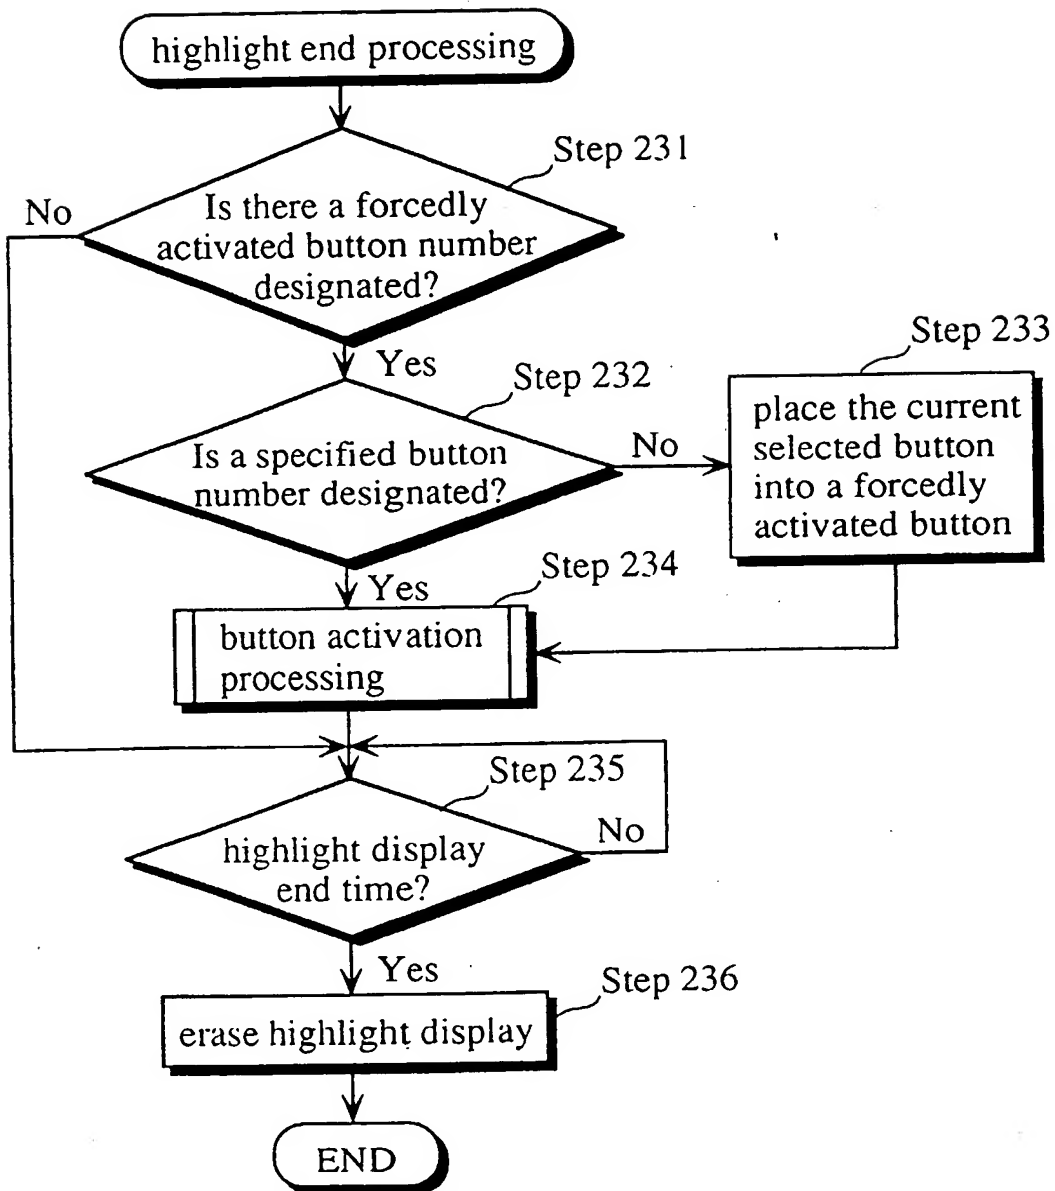 highlight end processing
Step 231
No
Is there a forcedly
activated button number
designated?
Yes
Step 232
Step 233
Is a specified button
number designated?
No
place the current
selected button
into a forcedly
activated button
Yes
Step 234
button activation
processing
Step 235
highlight display
end time?
No
Yes
Step 236
erase highlight display
END